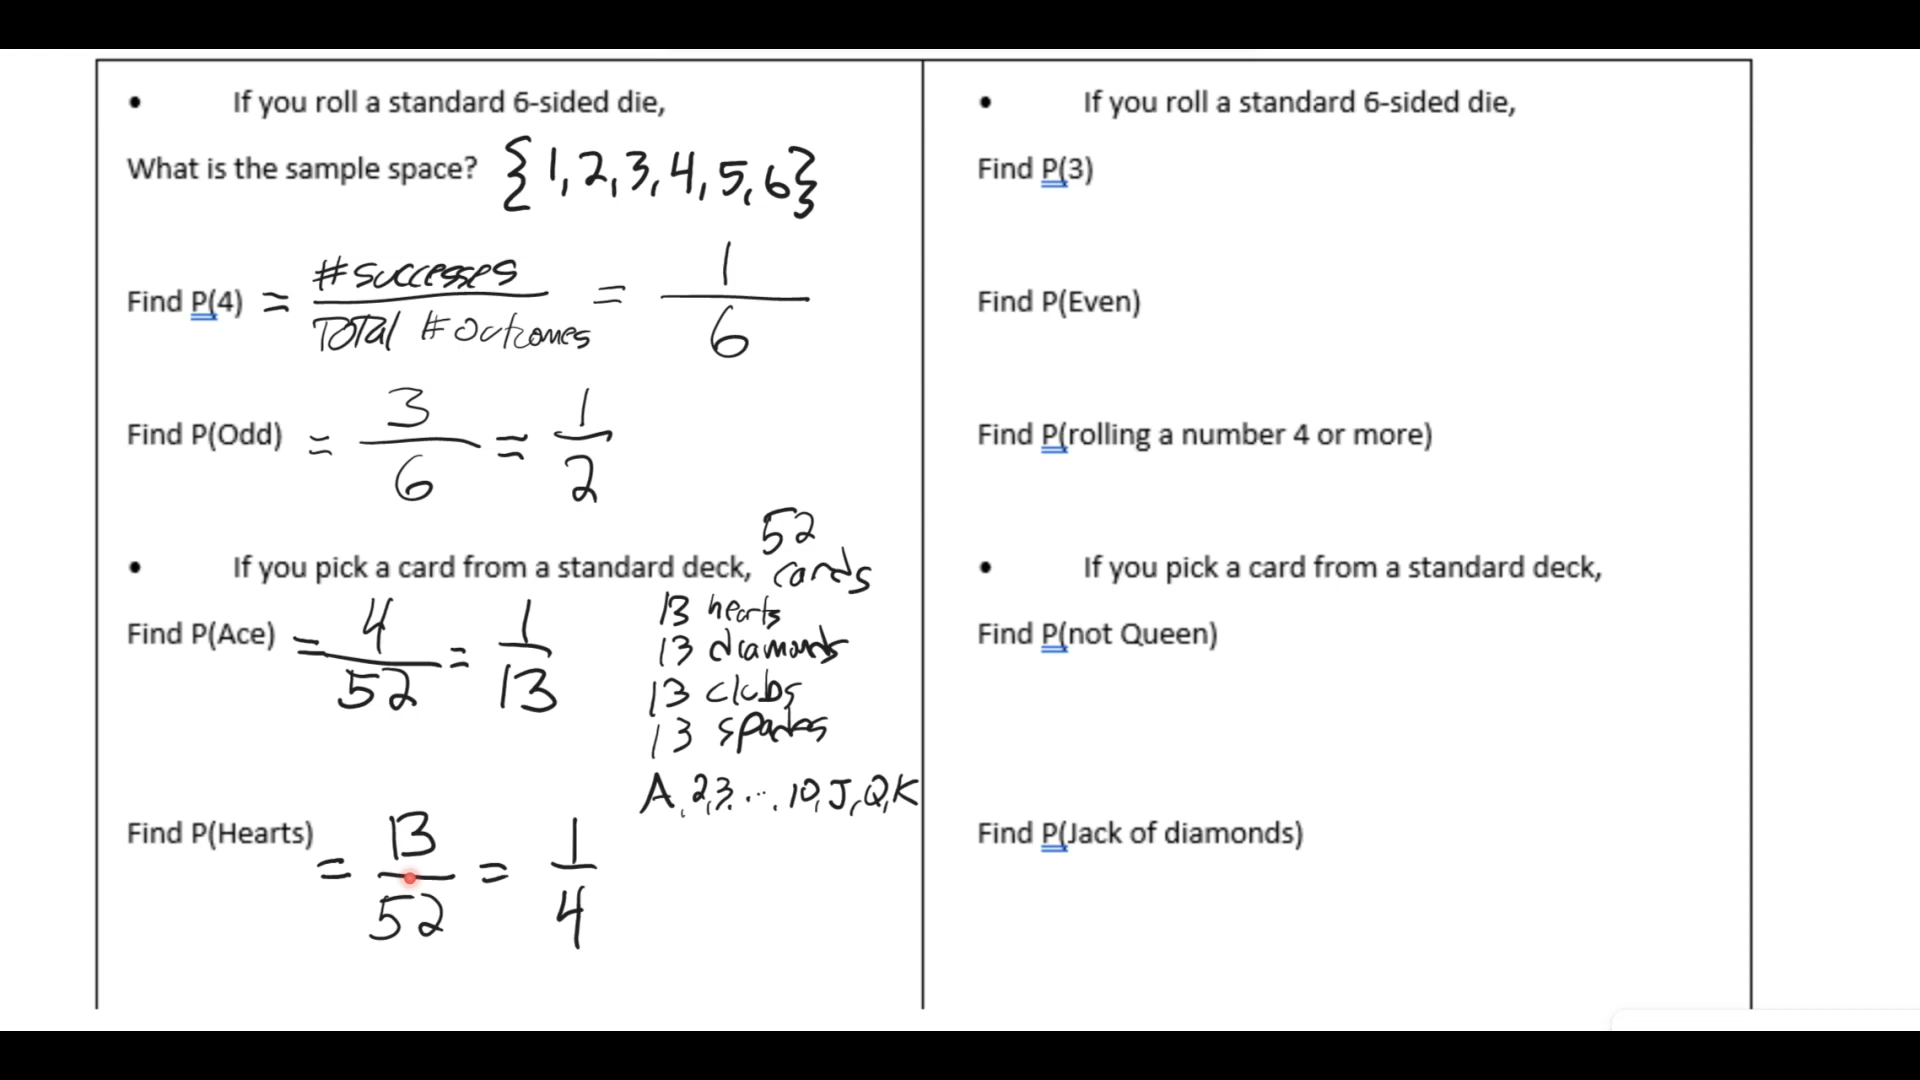 • If you roll a standard 6-sided die,
What is the sample space? {1,2,3,4,5,6}
Find P(4) = #successes / Total #outcomes = 1/6
Find P(Odd) = 3/6 = 1/2
• If you pick a card from a standard deck, 52 cards
Find P(Ace) = 4/52 = 1/13
13 hearts
13 diamonds
13 clubs
13 spades
A,2,3,...,10,J,Q,K
Find P(Hearts) = 13/52 = 1/4
• If you roll a standard 6-sided die,
Find P(3)
Find P(Even)
Find P(rolling a number 4 or more)
• If you pick a card from a standard deck,
Find P(not Queen)
Find P(Jack of diamonds)